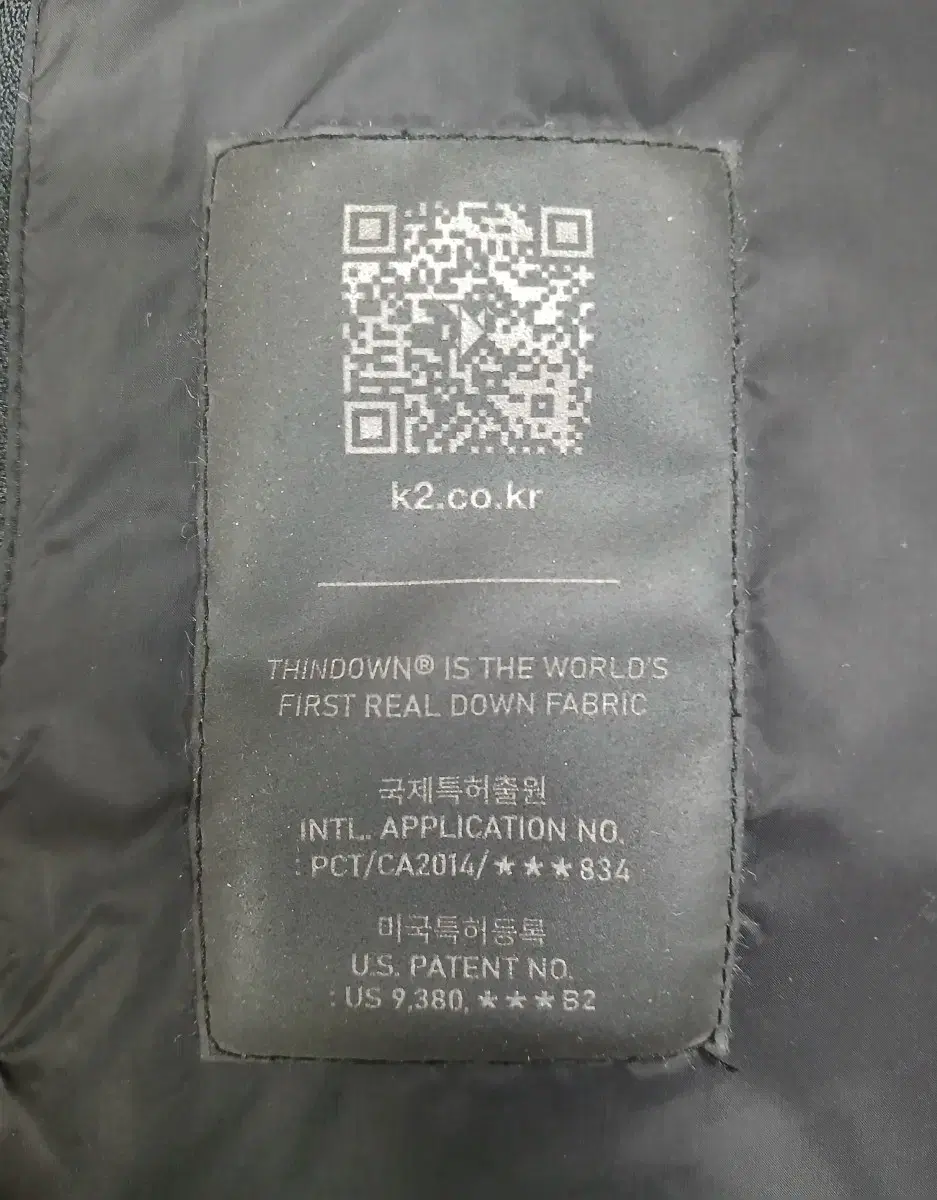 k2.co.kr
THINDOWN® IS THE WORLD'S
FIRST REAL DOWN FABRIC
국제특허출원
INTL. APPLICATION NO.
: PCT/CA2014/★★★834
미국특허등록
U.S. PATENT NO.
: US 9,380,★★★B2